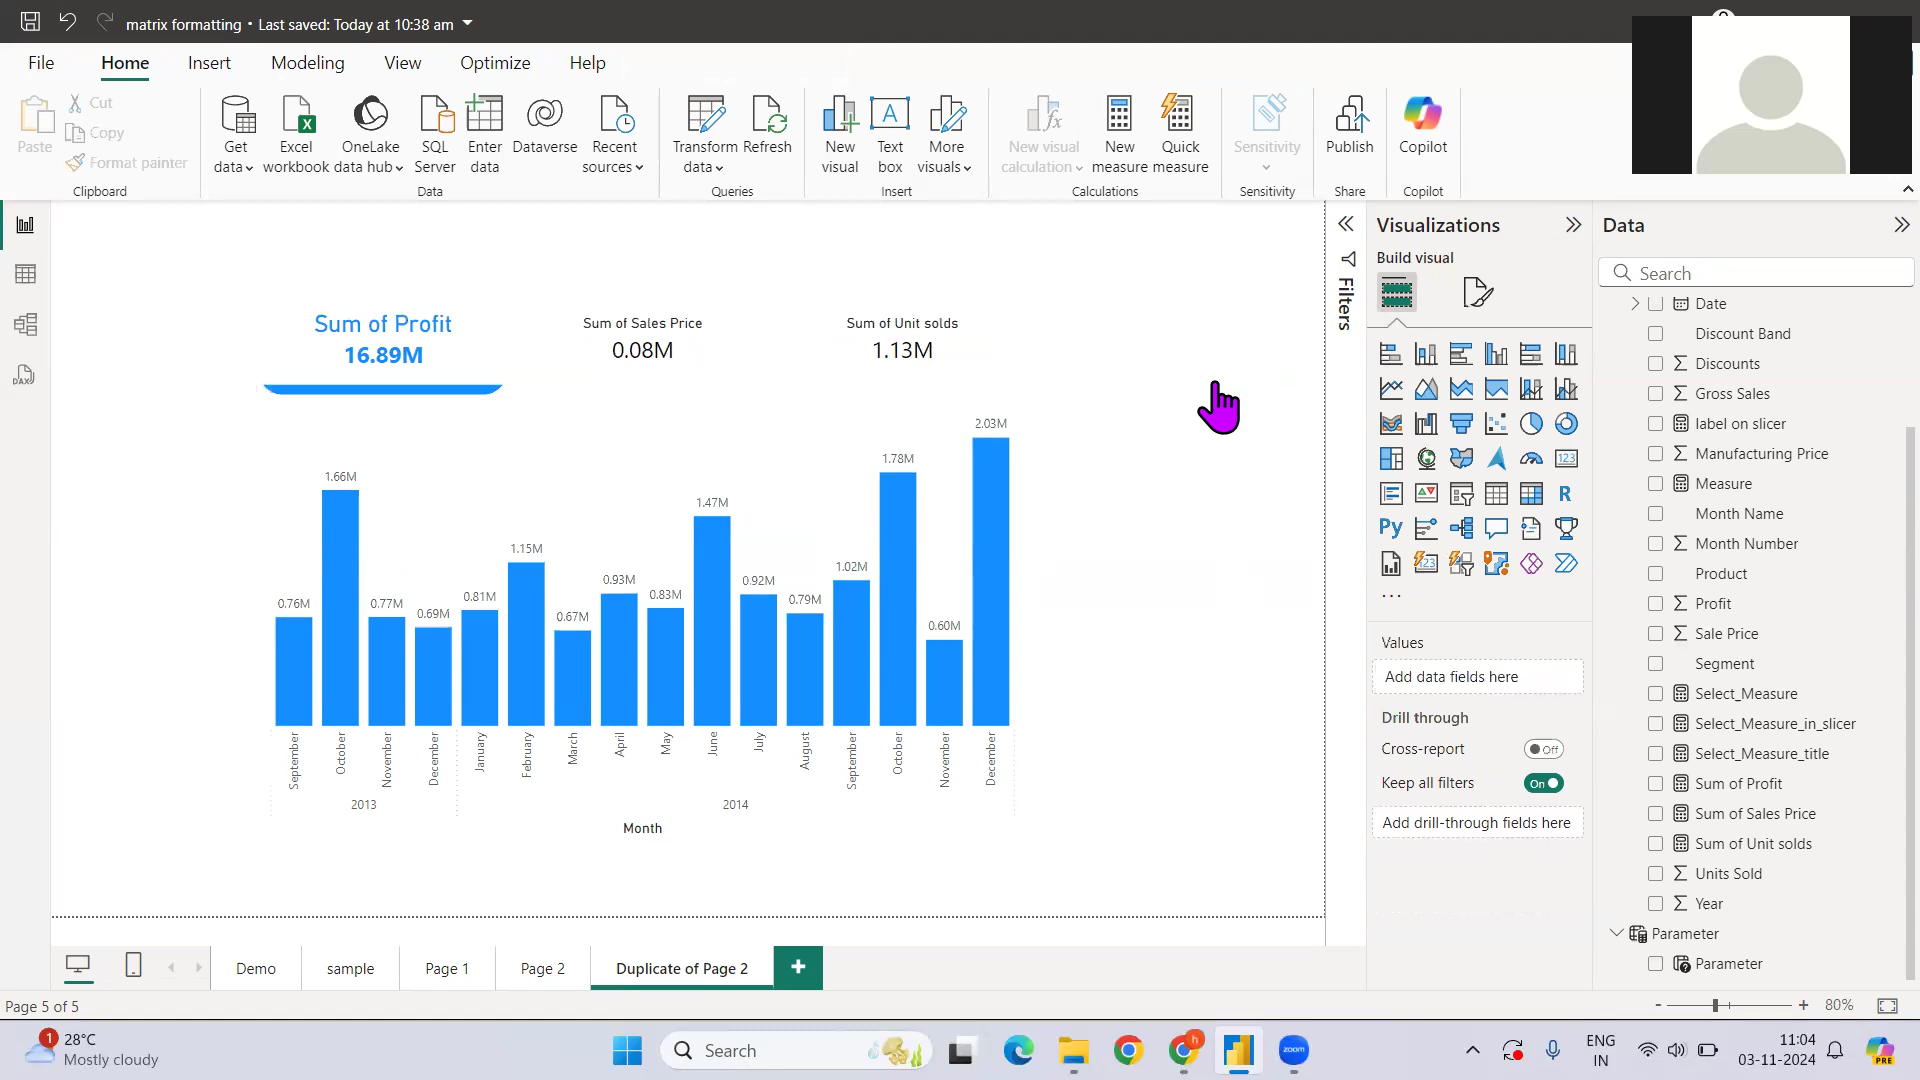 matrix formatting • Last saved: Today at 10:38 am
File Home Insert Modeling View Optimize Help
Paste
Cut
Copy
Format painter
Clipboard
Get data
Excel workbook
OneLake data hub
SQL Server
Enter data
Dataverse
Recent sources
Data
Transform data
Refresh
Queries
New visual
Text box
More visuals
Insert
New visual calculation
New measure
Quick measure
Calculations
Sensitivity
Sensitivity
Publish
Share
Copilot
Copilot
DAX
Sum of Profit
16.89M
Sum of Sales Price
0.08M
Sum of Unit solds
1.13M
0.76M 1.66M 0.77M 0.69M 0.81M 1.15M 0.67M 0.93M 0.83M 1.47M 0.92M 0.79M 1.02M 1.78M 0.60M 2.03M
September October November December January February March April May June July August September October November December
2013 2014
Month
Filters
Visualizations
Build visual
123
R
Py
123
...
Values
Add data fields here
Drill through
Cross-report Off
Keep all filters On
Add drill-through fields here
Data
Search
Date
Discount Band
Discounts
Gross Sales
label on slicer
Manufacturing Price
Measure
Month Name
Month Number
Product
Profit
Sale Price
Segment
Select_Measure
Select_Measure_in_slicer
Select_Measure_title
Sum of Profit
Sum of Sales Price
Sum of Unit solds
Units Sold
Year
Parameter
Parameter
Demo sample Page 1 Page 2 Duplicate of Page 2 +
Page 5 of 5
- + 80%
1
28°C
Mostly cloudy
Search
h
zoom
ENG
IN
11:04
03-11-2024
PRE